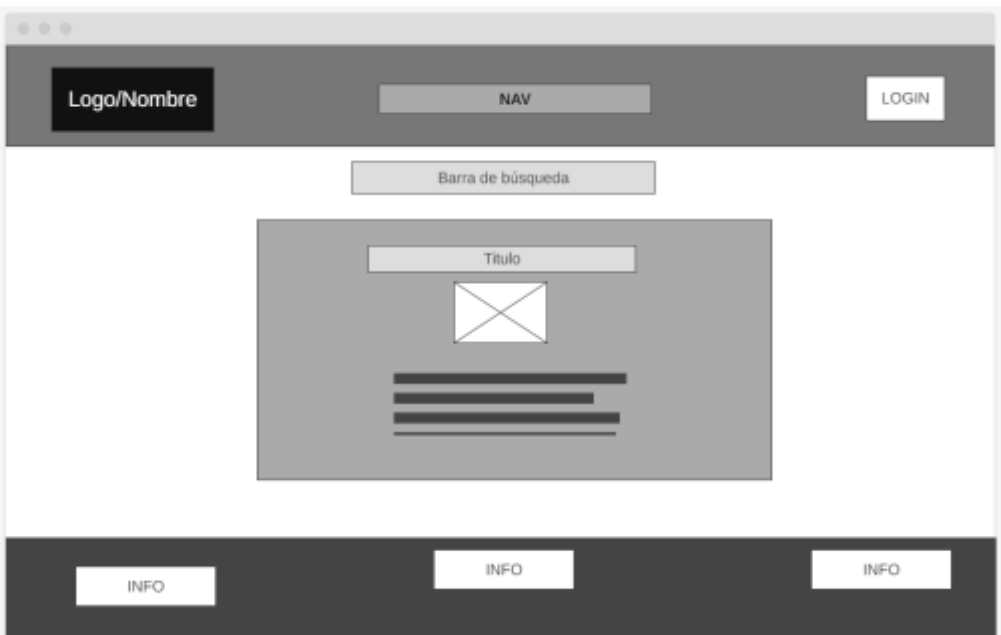 Logo/Nombre
NAV
LOGIN
Barra de búsqueda
Titulo
INFO
INFO
INFO